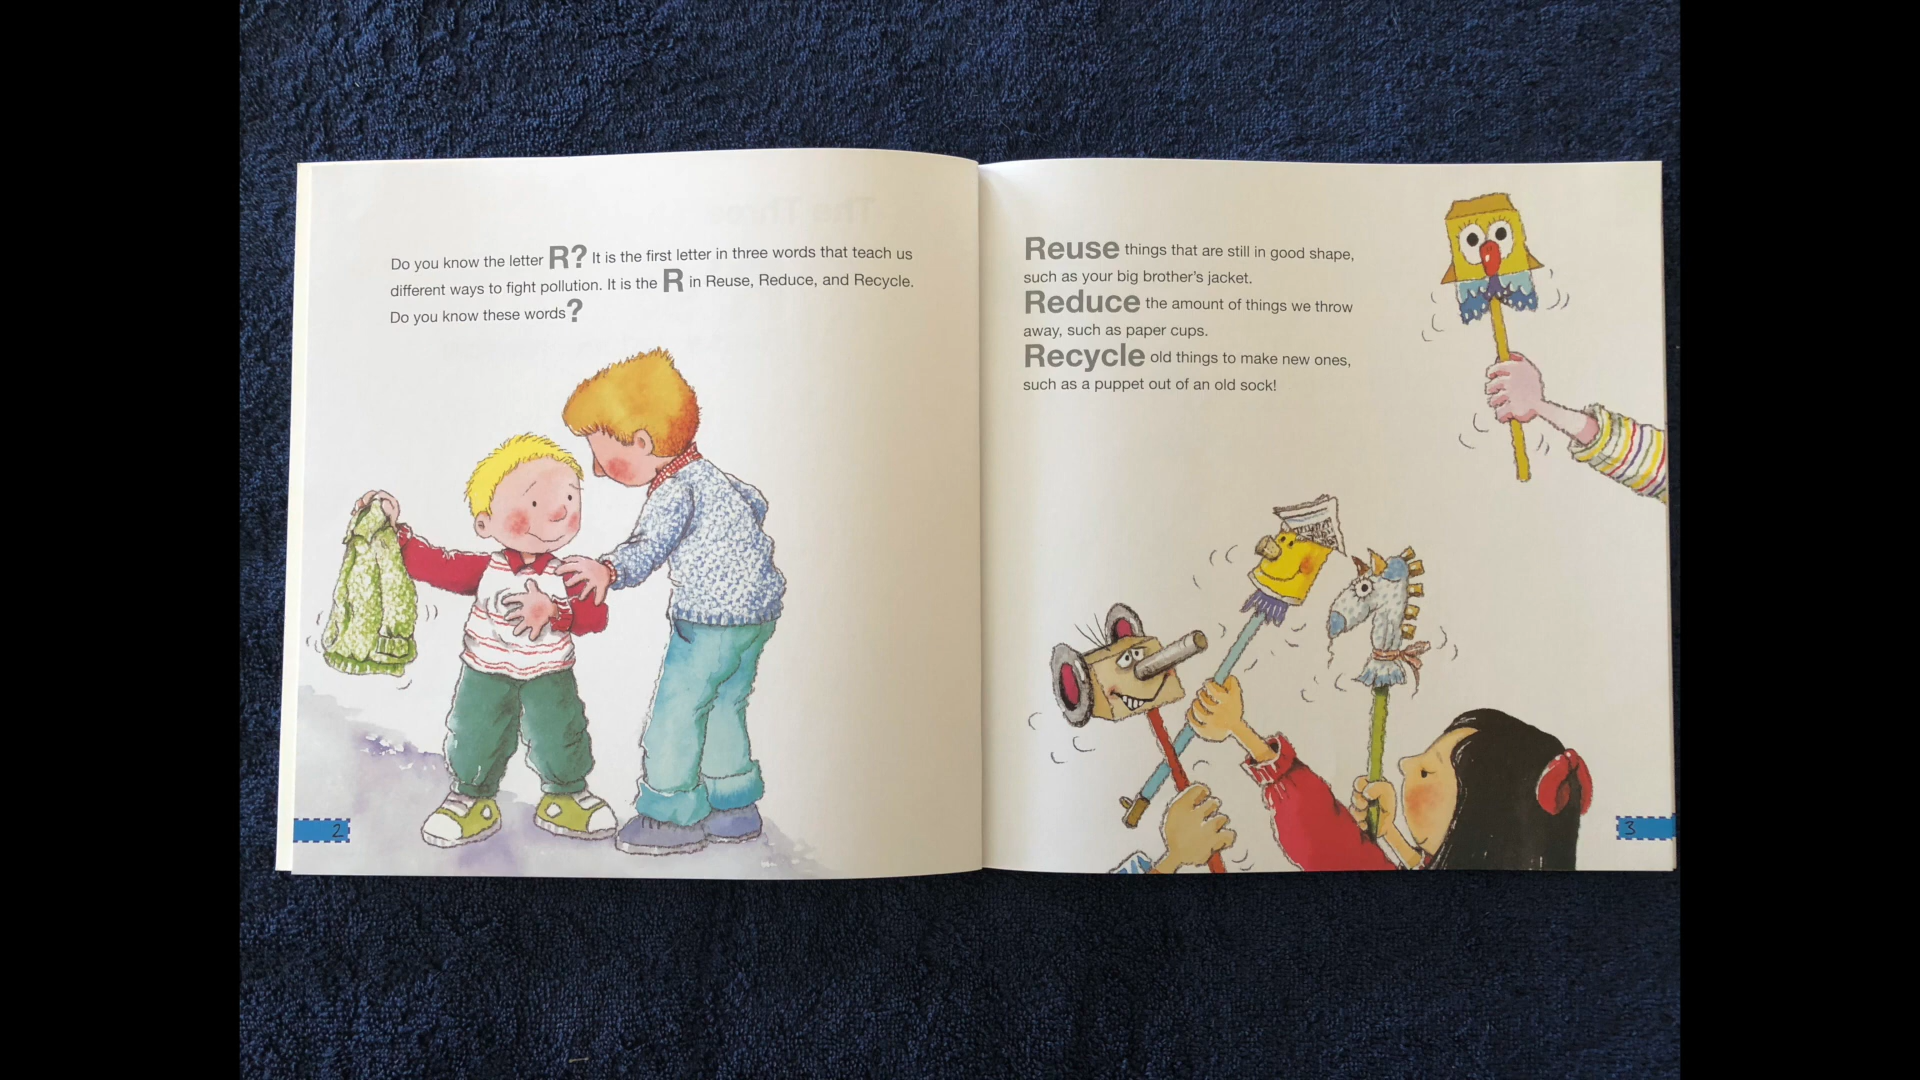 Do you know the letter R? It is the first letter in three words that teach us
different ways to fight pollution. It is the R in Reuse, Reduce, and Recycle.
Do you know these words?
2
Reuse things that are still in good shape,
such as your big brother's jacket.
Reduce the amount of things we throw
away, such as paper cups.
Recycle old things to make new ones,
such as a puppet out of an old sock!
3